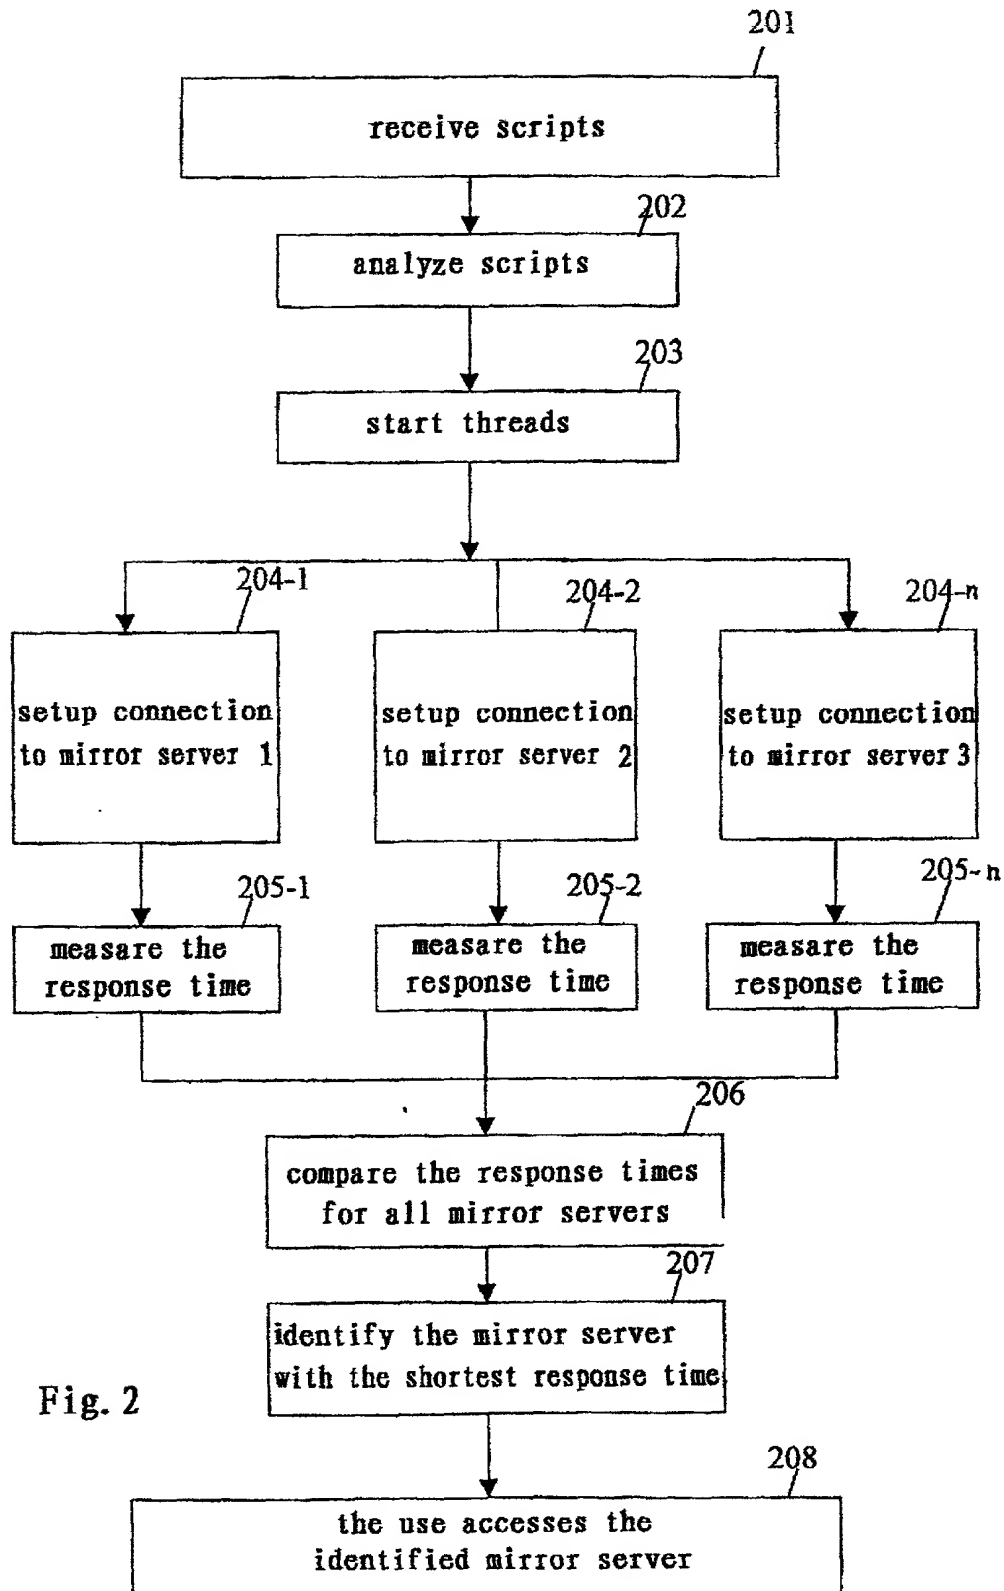 201
receive scripts
202
analyze scripts
203
start threads
204-1
204-2
204-n
setup connection
to mirror server 1
setup connection
to mirror server 2
setup connection
to mirror server 3
205-1
205-2
205-n
measare the
response time
measare the
response time
measare the
response time
206
compare the response times
for all mirror servers
207
identify the mirror server
with the shortest response time
Fig. 2
208
the use accesses the
identified mirror server